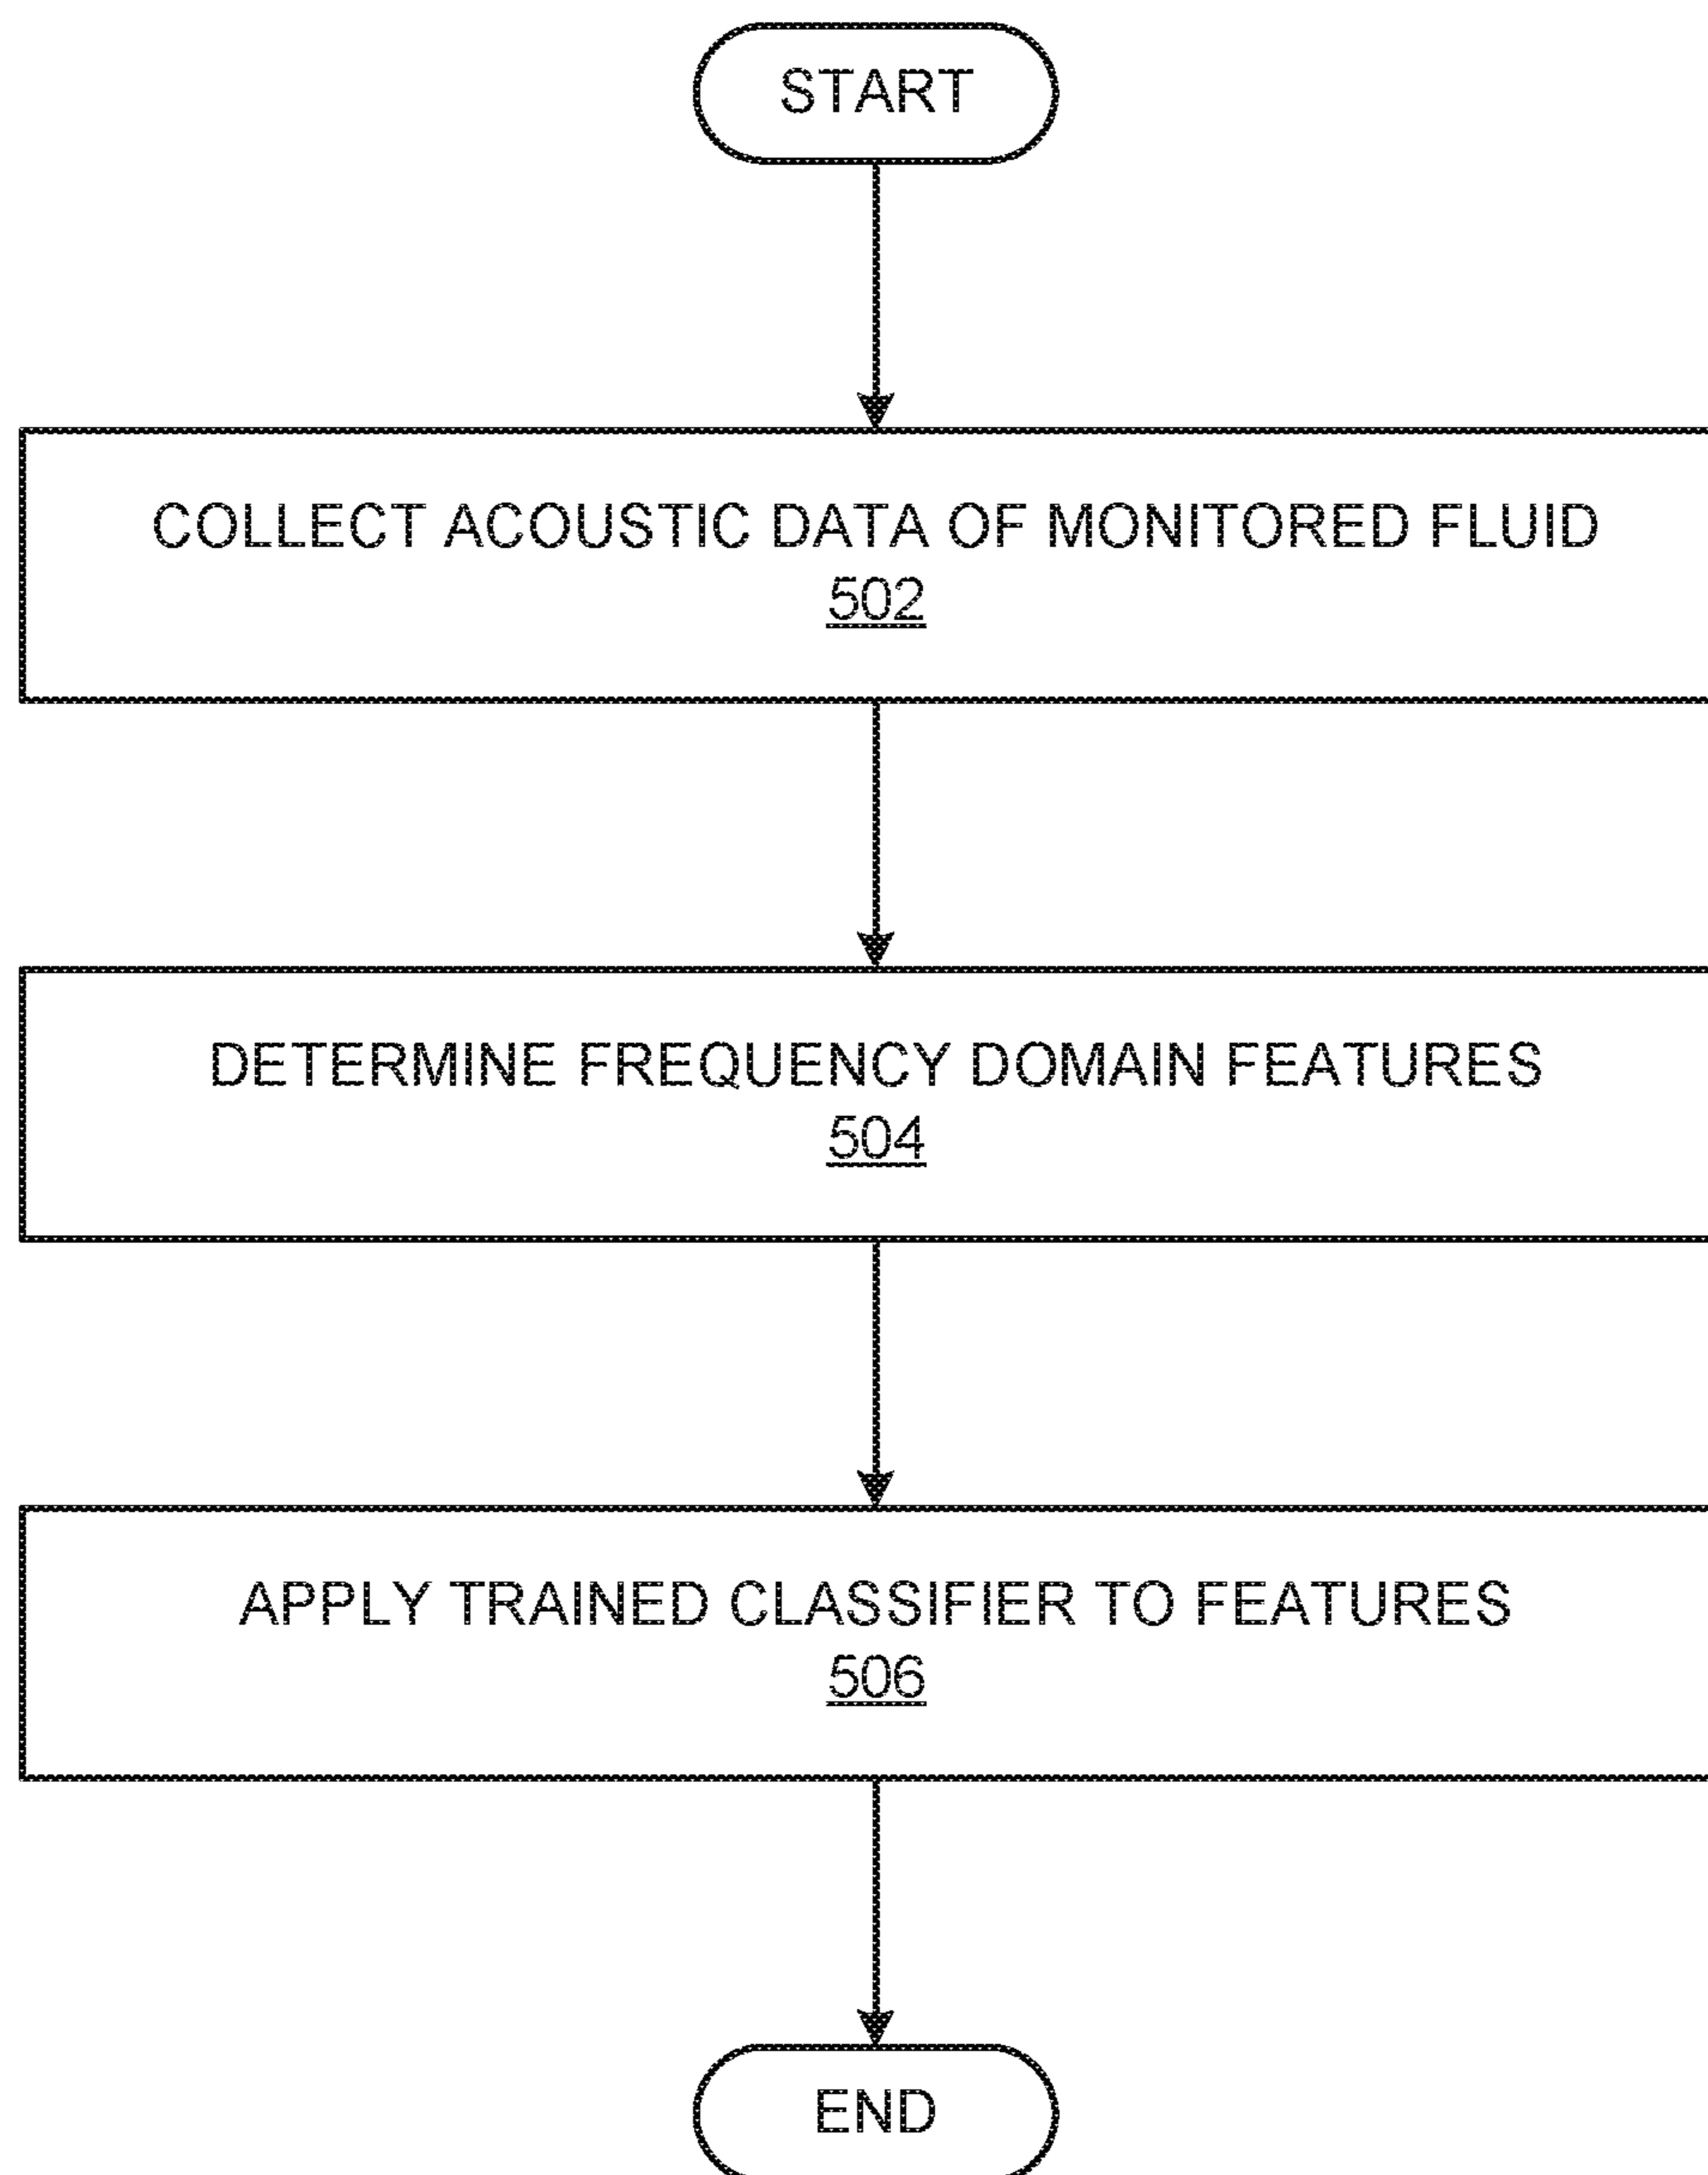 START
COLLECT ACOUSTIC DATA OF MONITORED FLUID
502
DETERMINE FREQUENCY DOMAIN FEATURES
504
APPLY TRAINED CLASSIFIER TO FEATURES
506
END